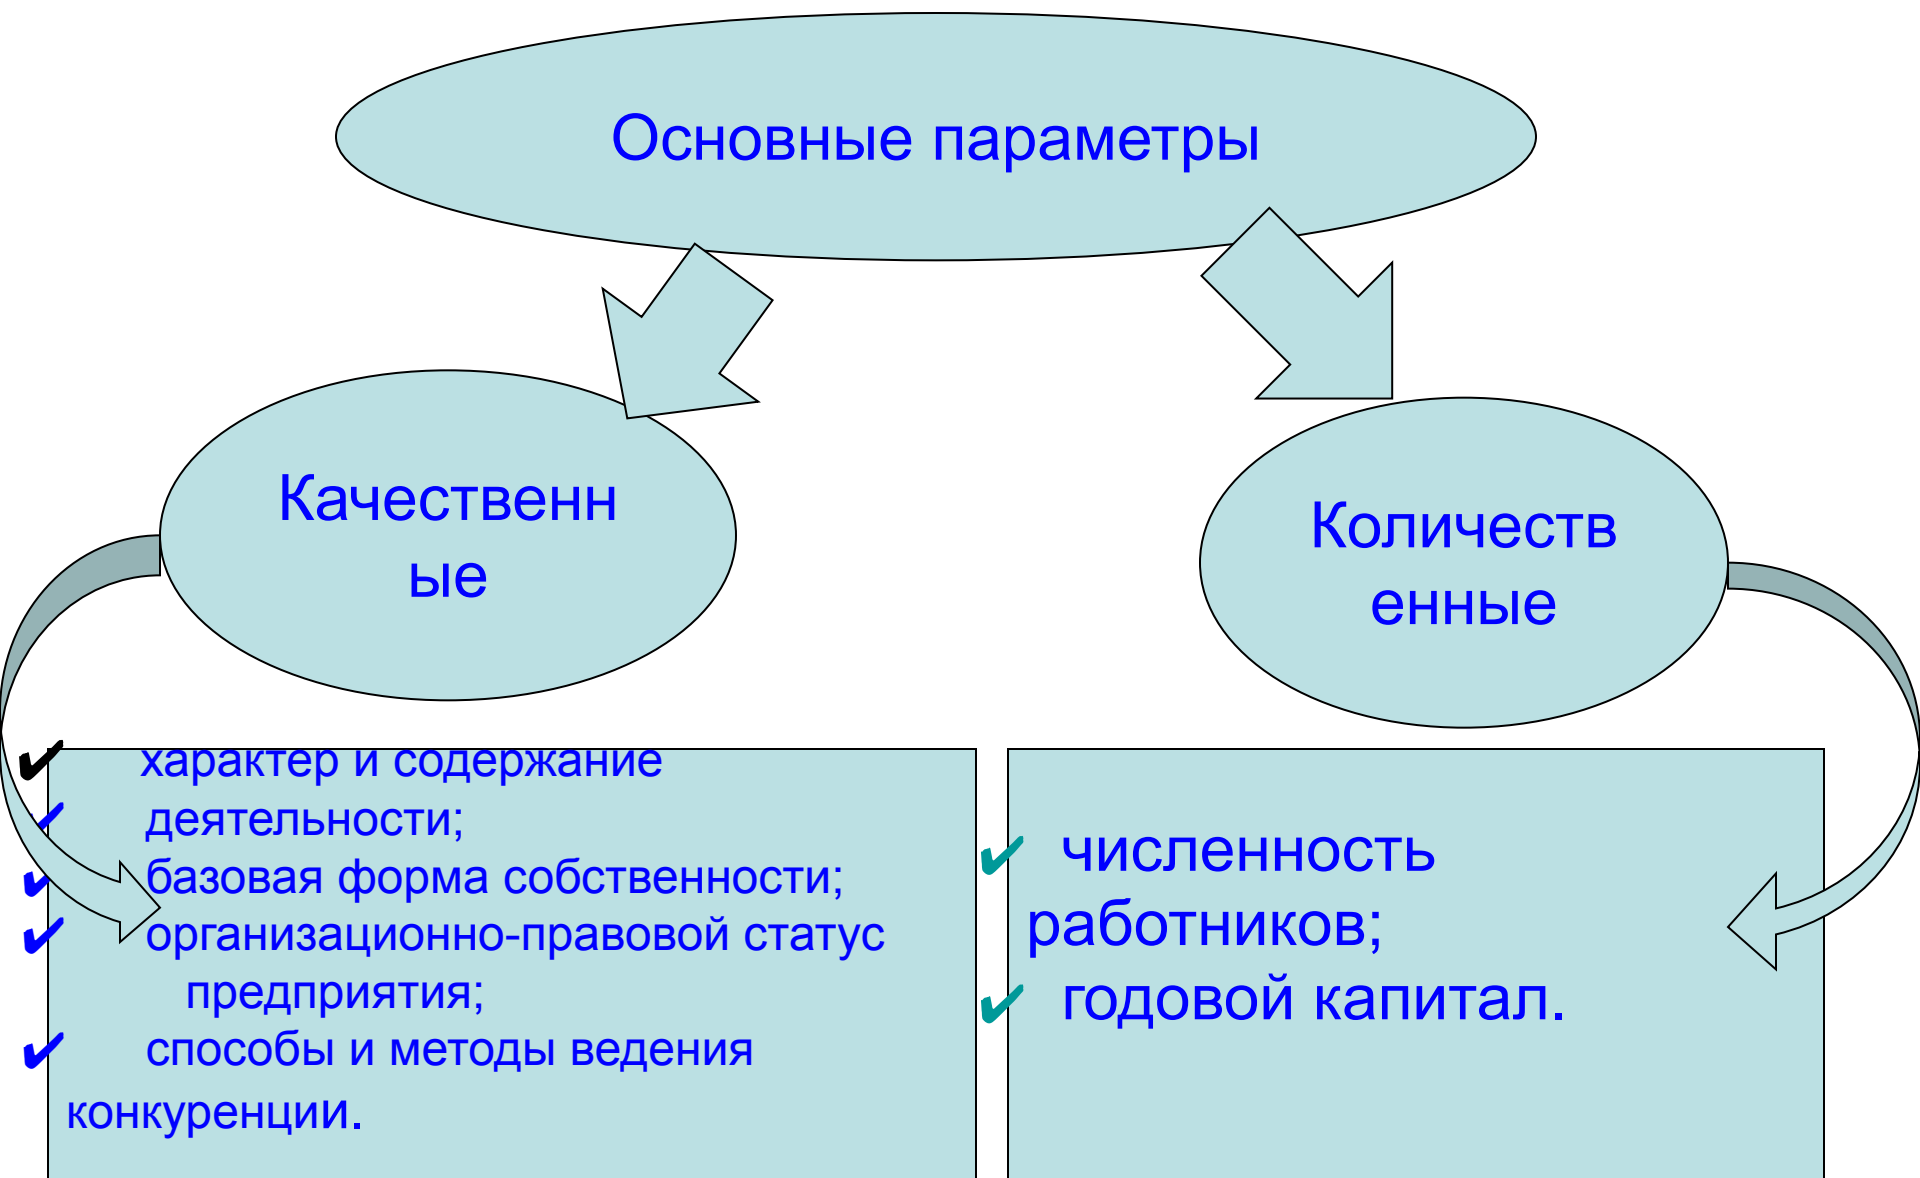 Основные параметры
Качественн
ые
Количеств
енные
✔ характер и содержание
✔ деятельности;
✔ базовая форма собственности;
✔ организационно-правовой статус
предприятия;
✔ способы и методы ведения
конкуренции.
✔ численность
работников;
✔ годовой капитал.